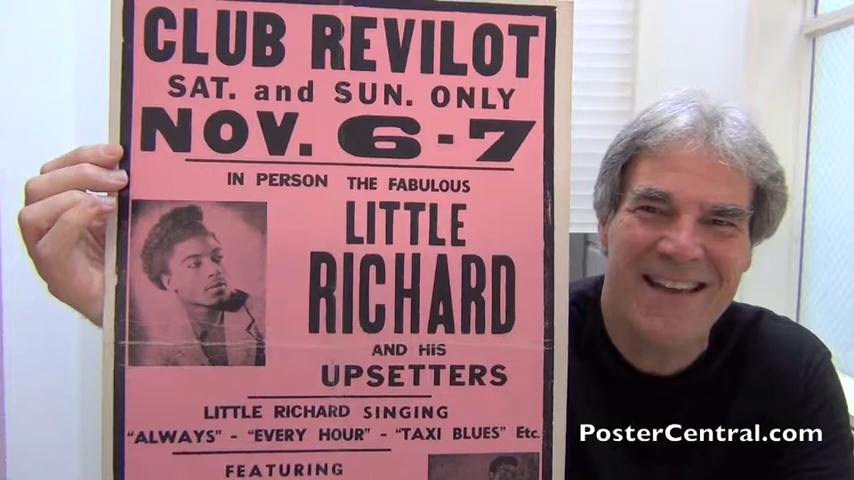 CLUB REVILOT
SAT. and SUN. ONLY
NOV. 6-7
IN PERSON THE FABULOUS
LITTLE
RICHARD
AND HIS
UPSETTERS
LITTLE RICHARD SINGING
"ALWAYS" - "EVERY HOUR" - "TAXI BLUES" Etc.
FEATURING
PosterCentral.com